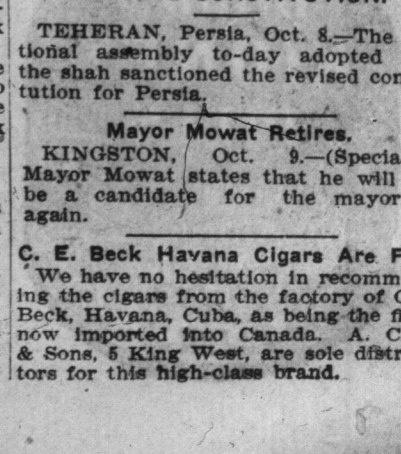 TEHERAN, Persia, Oct. 8.—The
tional assembly to-day adopted
the shah sanctioned the revised con
tution for Persia.
Mayor Mowat Retires.
KINGSTON, Oct. 9.—(Specia
Mayor Mowat states that he will
be a candidate for the mayor
again.
C. E. Beck Havana Cigars Are F
We have no hesitation in recomm
ing the cigars from the factory of C
Beck, Havana, Cuba, as being the fi
now imported into Canada. A. C
& Sons, 5 King West, are sole distr
tors for this high-class brand.